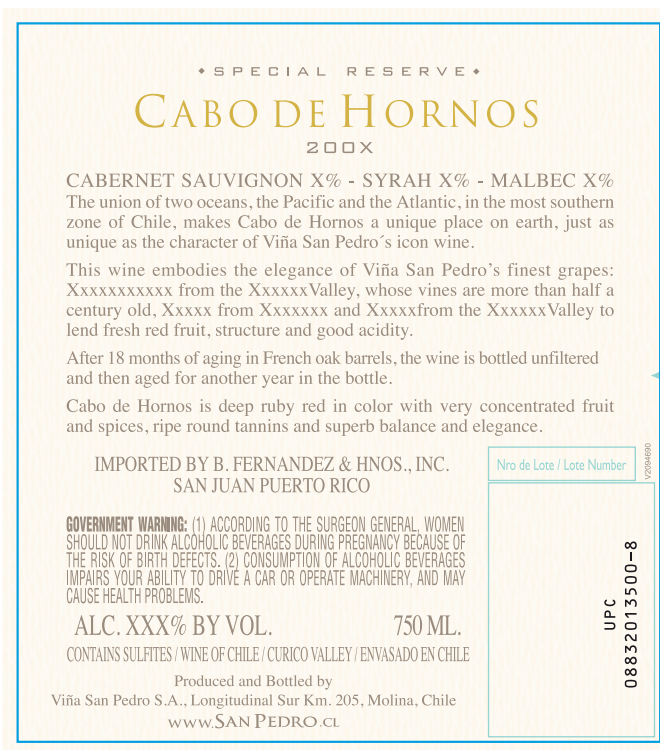 SPECIAL RESERVE
CABO DE HORNOS
200X
CABERNET SAUVIGNON X% - SYRAH X% - MALBEC X%
The union of two oceans, the Pacific and the Atlantic, in the most southern
zone of Chile, makes Cabo de Hornos a unique place on earth, just as
unique as the character of Viña San Pedro´s icon wine.
This wine embodies the elegance of Viña San Pedro's finest grapes:
Xxxxxxxxxxx from the XxxxxxValley, whose vines are more than half a
century old, Xxxxx from Xxxxxxx and Xxxxxfrom the XxxxxxValley to
lend fresh red fruit, structure and good acidity.
After 18 months of aging in French oak barrels, the wine is bottled unfiltered
and then aged for another year in the bottle.
Cabo de Hornos is deep ruby red in color with very concentrated fruit
and spices, ripe round tannins and superb balance and elegance.
IMPORTED BY B. FERNANDEZ & HNOS., INC.
SAN JUAN PUERTO RICO
GOVERNMENT WARNING: (1) ACCORDING TO THE SURGEON GENERAL, WOMEN
SHOULD NOT DRINK ALCOHOLIC BEVERAGES DURING PREGNANCY BECAUSE OF
THE RISK OF BIRTH DEFECTS. (2) CONSUMPTION OF ALCOHOLIC BEVERAGES
IMPAIRS YOUR ABILITY TO DRIVE A CAR OR OPERATE MACHINERY, AND MAY
CAUSE HEALTH PROBLEMS.
ALC. XXX% BY VOL. 750 ML.
CONTAINS SULFITES / WINE OF CHILE / CURICO VALLEY / ENVASADO EN CHILE
Produced and Bottled by
Viña San Pedro S.A., Longitudinal Sur Km. 205, Molina, Chile
WWW.SAN PEDRO.CL
Nro de Lote / Lote Number
V2094690
UPC
08832013500-8